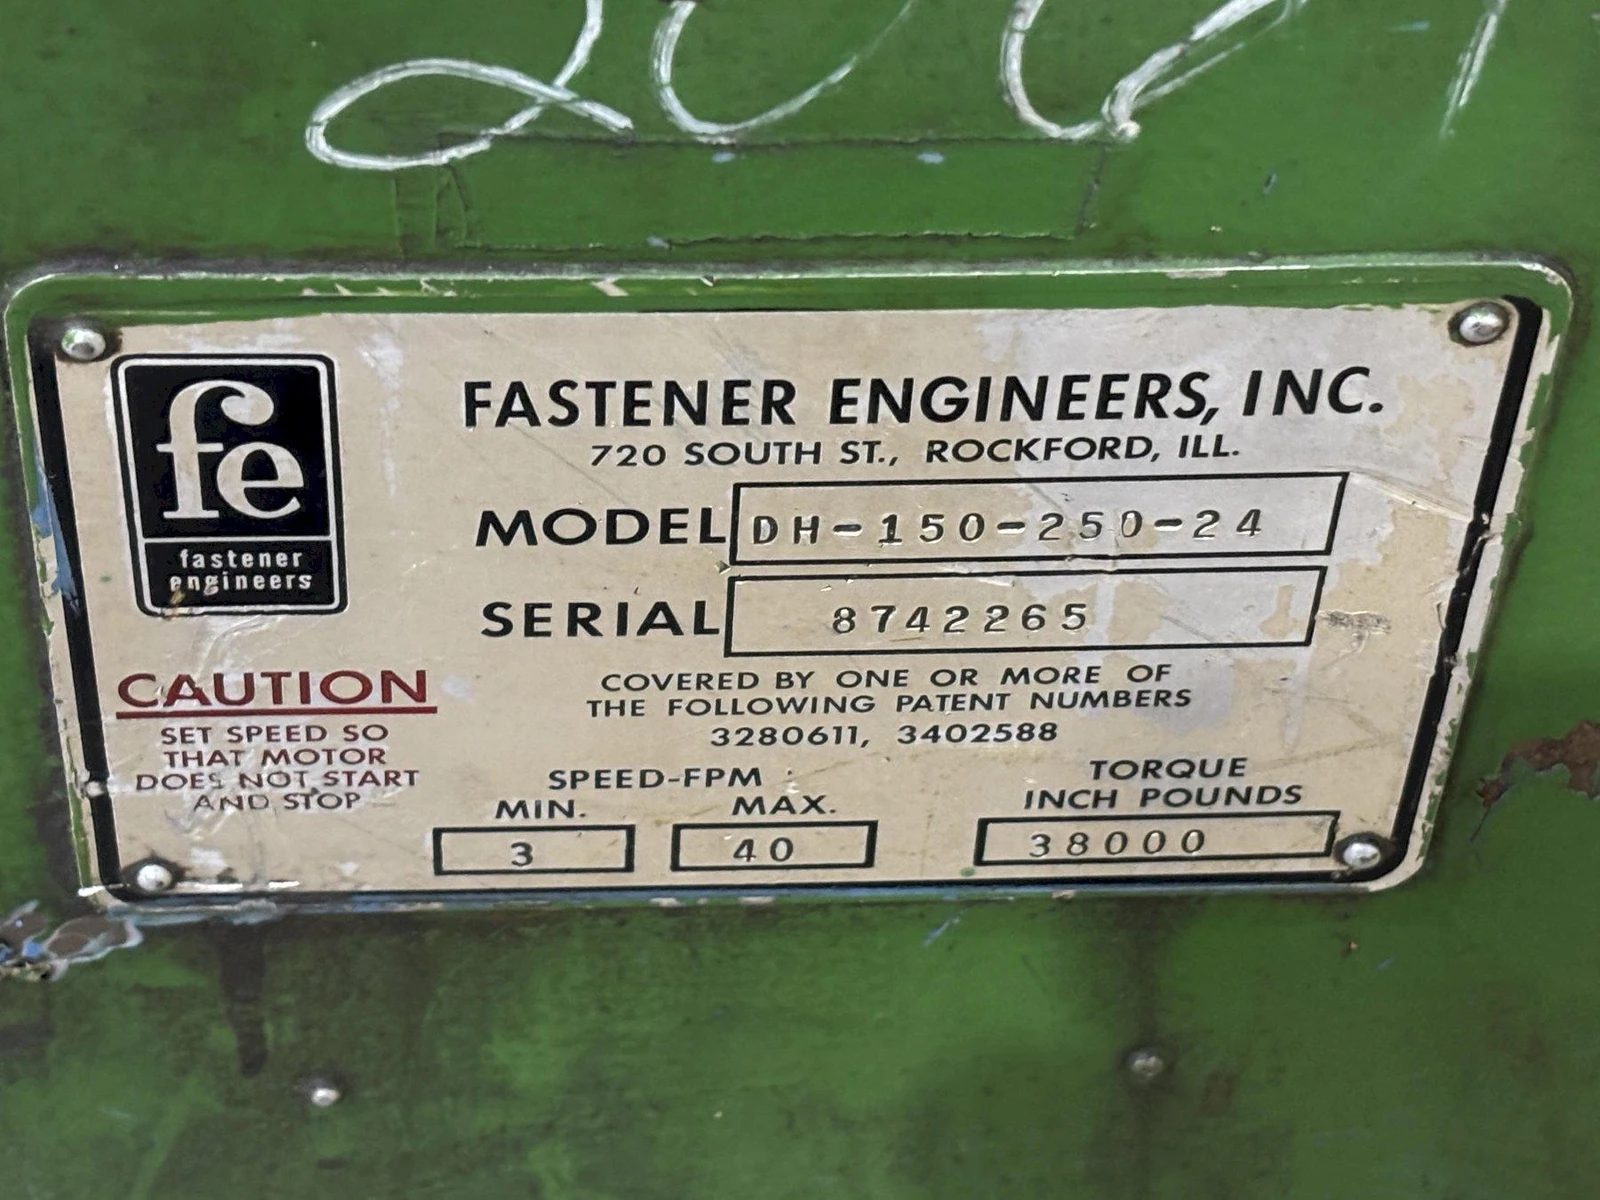 fe
fastener
engineers
FASTENER ENGINEERS, INC.
720 SOUTH ST., ROCKFORD, ILL.
MODEL DH-150-250-24
SERIAL 8742265
CAUTION
SET SPEED SO
THAT MOTOR
DOES NOT START
AND STOP
COVERED BY ONE OR MORE OF
THE FOLLOWING PATENT NUMBERS
3280611, 3402588
SPEED-FPM
MIN. MAX.
3 40
TORQUE
INCH POUNDS
38000